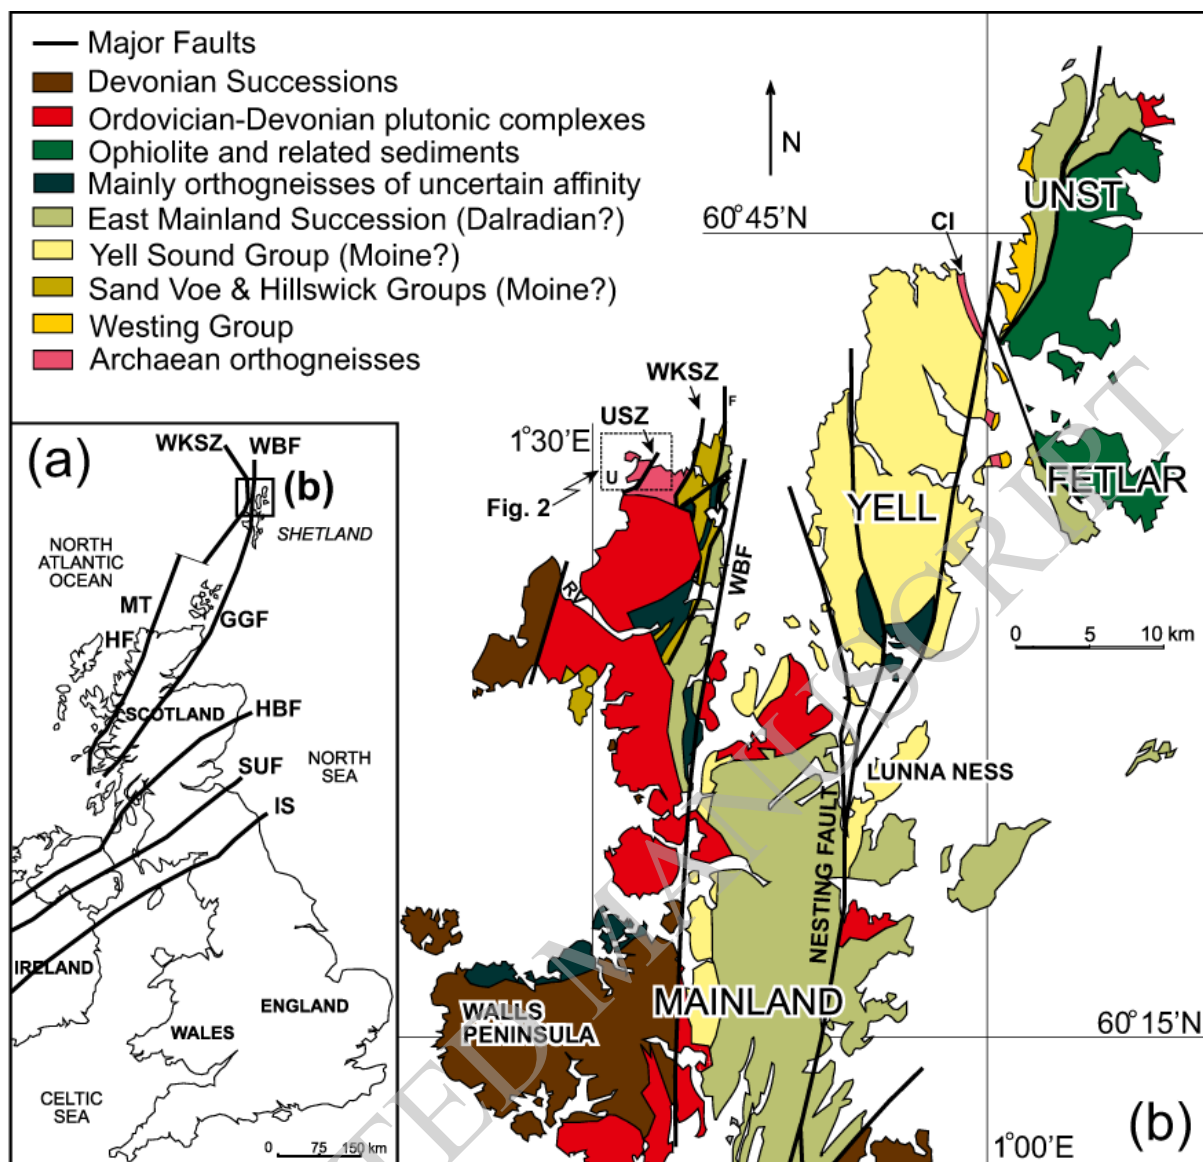 Major Faults
Devonian Successions
Ordovician-Devonian plutonic complexes
Ophiolite and related sediments
Mainly orthogneisses of uncertain affinity
East Mainland Succession (Dalradian?)
Yell Sound Group (Moine?)
Sand Voe & Hillswick Groups (Moine?)
Westing Group
Archaean orthogneisses
N
60°45'N
CI
UNST
FETLAR
YELL
WKSZ
USZ
F
1°30'E
U
Fig. 2
RV
WBF
0 5 10 km
LUNNA NESS
NESTING FAULT
MAINLAND
WALLS
PENINSULA
60°15'N
1°00'E
(b)
(a)
WKSZ
WBF
(b)
SHETLAND
NORTH
ATLANTIC
OCEAN
MT
GGF
HF
SCOTLAND
HBF
NORTH
SEA
SUF
IS
IRELAND
ENGLAND
WALES
CELTIC
SEA
0 75 150 km
TED MANUSCRIPT